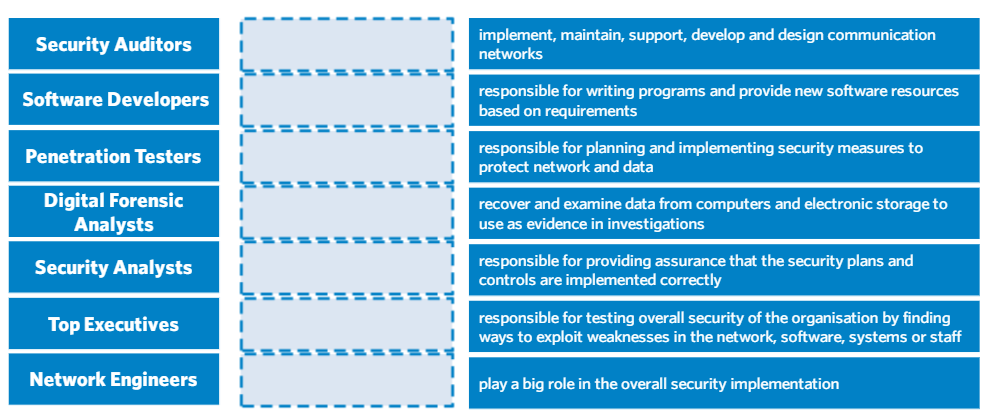 Security Auditors
implement, maintain, support, develop and design communication
networks
Software Developers
responsible for writing programs and provide new software resources
based on requirements
Penetration Testers
responsible for planning and implementing security measures to
protect network and data
Digital Forensic
Analysts
recover and examine data from computers and electronic storage to
use as evidence in investigations
Security Analysts
responsible for providing assurance that the security plans and
controls are implemented correctly
Top Executives
responsible for testing overall security of the organisation by finding
ways to exploit weaknesses in the network, software, systems or staff
Network Engineers
play a big role in the overall security implementation